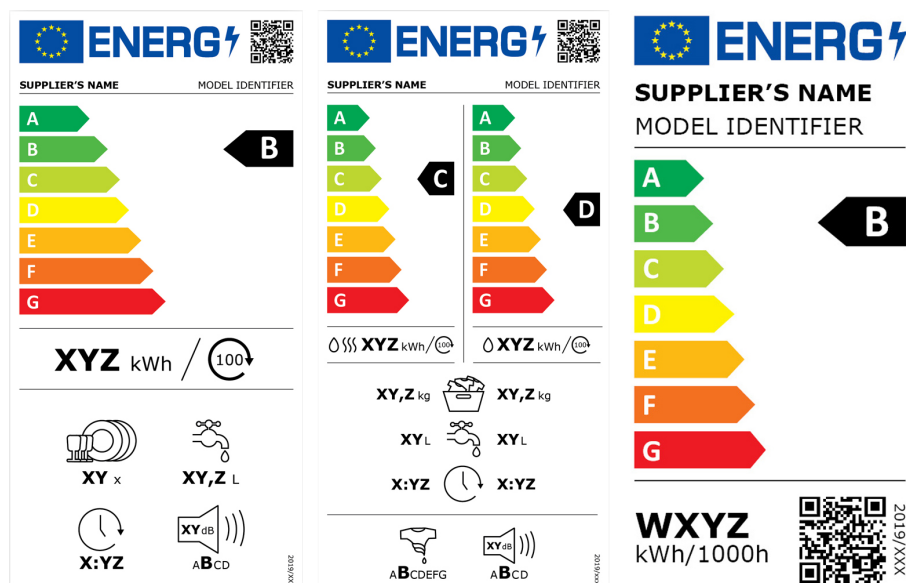 ENERG
SUPPLIER'S NAME MODEL IDENTIFIER
A
B
C
D
E
F
G
B
XYZ kWh / 100
XY x
XY,Z L
X:YZ
XY dB
ABCD
2019/XXX
ENERG
SUPPLIER'S NAME MODEL IDENTIFIER
A
B
C
D
E
F
G
C
A
B
C
D
E
F
G
D
XYZ kWh/100
XYZ kWh/100
XY,Z kg XY,Z kg
XY L XY L
X:YZ X:YZ
ABCDEFG
XY dB
ABCD
2019/XXX
ENERG
SUPPLIER'S NAME
MODEL IDENTIFIER
A
B
C
D
E
F
G
B
WXYZ
kWh/1000h
2019/XXX